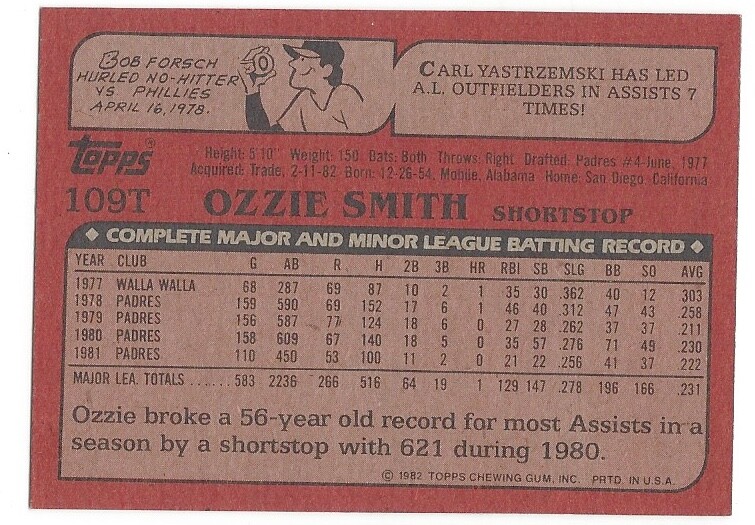 BOB FORSCH
HURLED NO-HITTER
VS PHILLIES
APRIL 16, 1978.
CARL YASTRZEMSKI HAS LED
A.L. OUTFIELDERS IN ASSISTS 7
TIMES!
topps®
Height: 5'10" Weight: 150 Bats: Both Throws: Right Drafted: Padres #4-June, 1977
Acquired: Trade, 2-11-82 Born: 12-26-54, Mobile, Alabama Home: San Diego, California
109T OZZIE SMITH SHORTSTOP
◆ COMPLETE MAJOR AND MINOR LEAGUE BATTING RECORD ◆
YEAR CLUB G AB R H 2B 3B HR RBI SB SLG BB SO AVG
1977 WALLA WALLA 68 287 69 87 10 2 1 35 30 .362 40 12 .303
1978 PADRES 159 590 69 152 17 6 1 46 40 .312 47 43 .258
1979 PADRES 156 587 77 124 18 6 0 27 28 .262 37 37 .211
1980 PADRES 158 609 67 140 18 5 0 35 57 .276 71 49 .230
1981 PADRES 110 450 53 100 11 2 0 21 22 .256 41 37 .222
MAJOR LEA. TOTALS ...... 583 2236 266 516 64 19 1 129 147 .278 196 166 .231
Ozzie broke a 56-year old record for most Assists in a
season by a shortstop with 621 during 1980.
© 1982 TOPPS CHEWING GUM, INC. PRTD. IN U.S.A.